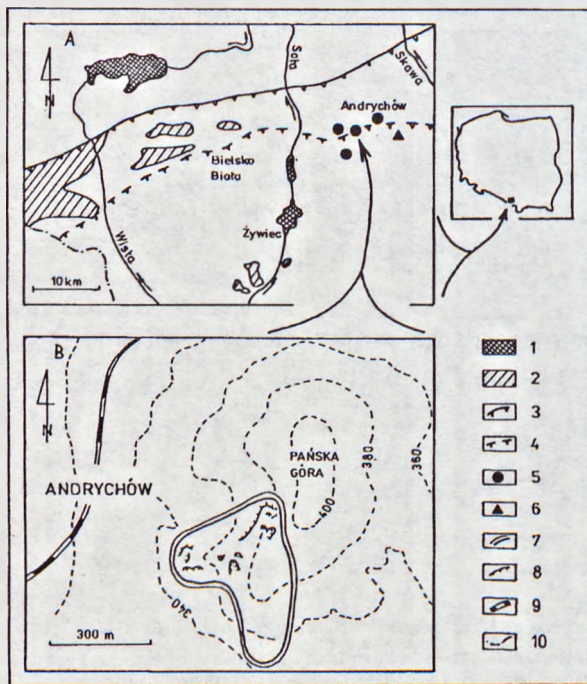 A
N
Soła
Skawa
Andrychów
Bielsko
Biała
Żywiec
Wisła
10 km
B
N
PAŃSKA
GÓRA
380
360
400
ANDRYCHÓW
340
300 m
1
2
3
4
5
6
7
8
9
10